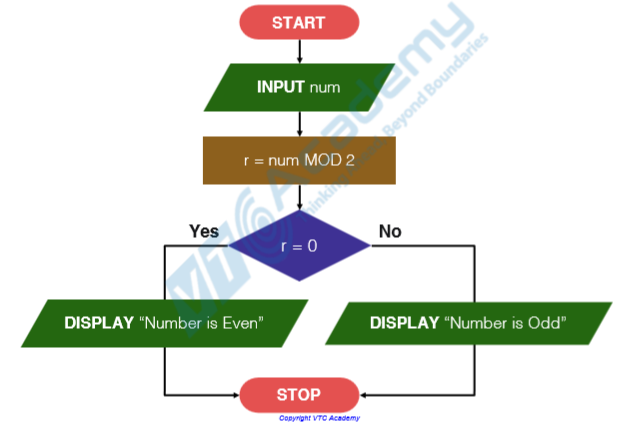 START
INPUT num
r = num MOD 2
Yes
No
r = 0
DISPLAY “Number is Even”
DISPLAY “Number is Odd”
STOP
Copyright VTC Academy
VTC Academy
Beyond Boundaries